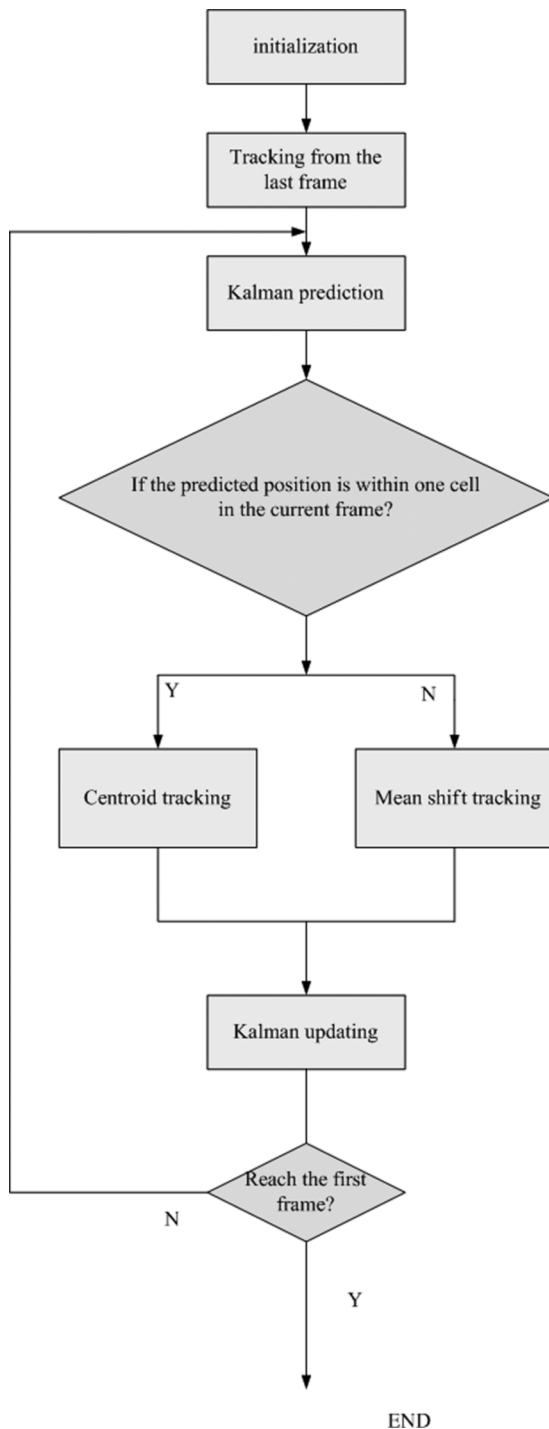 initialization
Tracking from the
last frame
Kalman prediction
If the predicted position is within one cell
in the current frame?
Y
N
Centroid tracking
Mean shift tracking
Kalman updating
Reach the first
frame?
N
Y
END